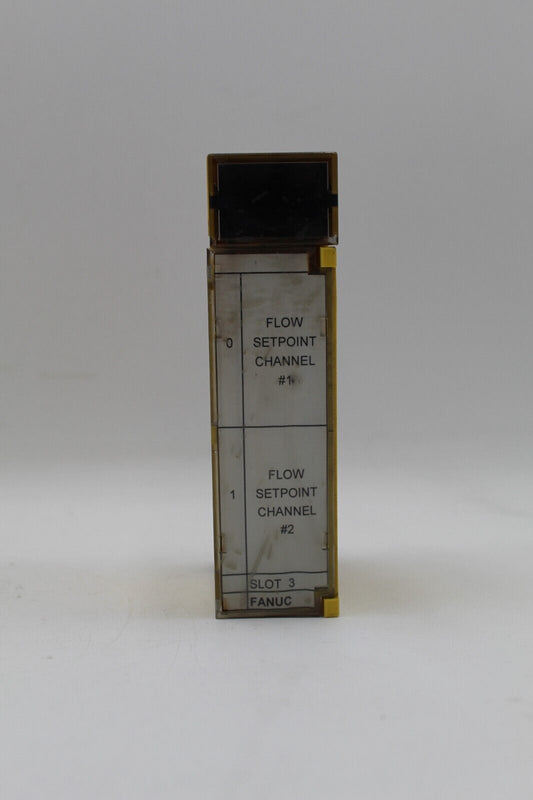 0
FLOW
SETPOINT
CHANNEL
#1
1
FLOW
SETPOINT
CHANNEL
#2
SLOT 3
FANUC